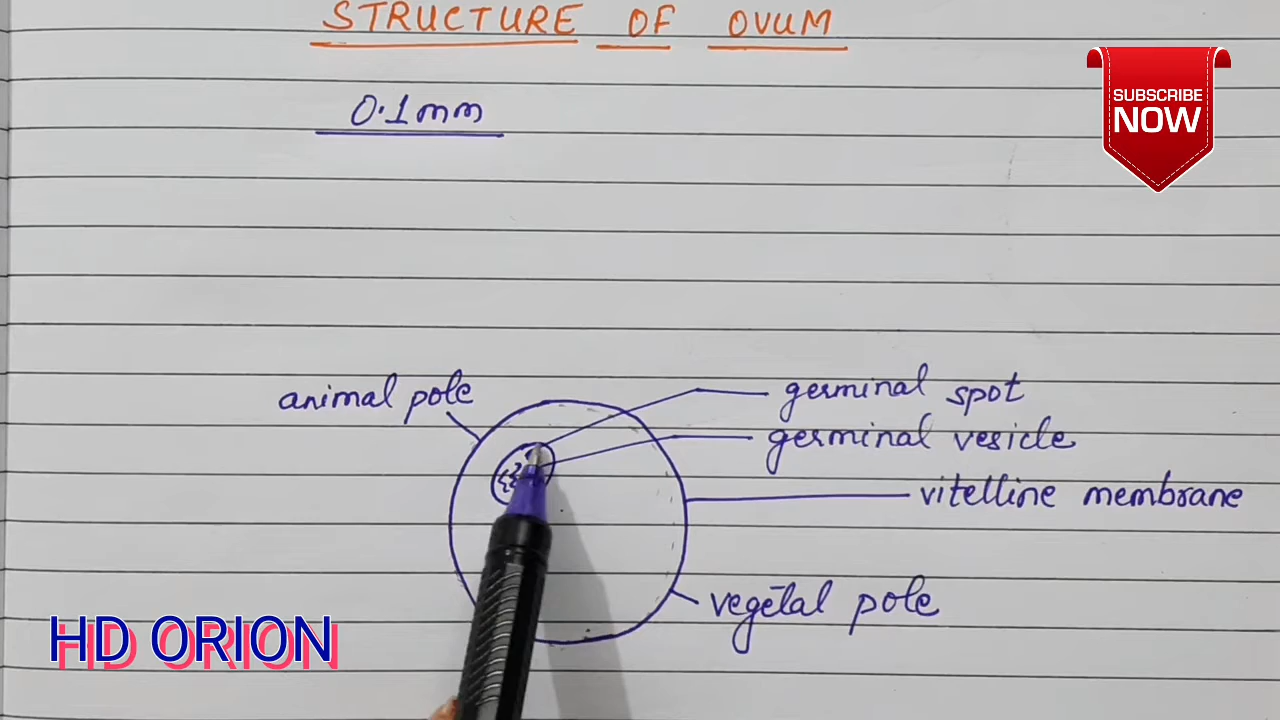 STRUCTURE OF OVUM
0.1mm
SUBSCRIBE
NOW
animal pole
germinal spot
germinal vesicle
vitelline membrane
vegetal pole
HD ORION